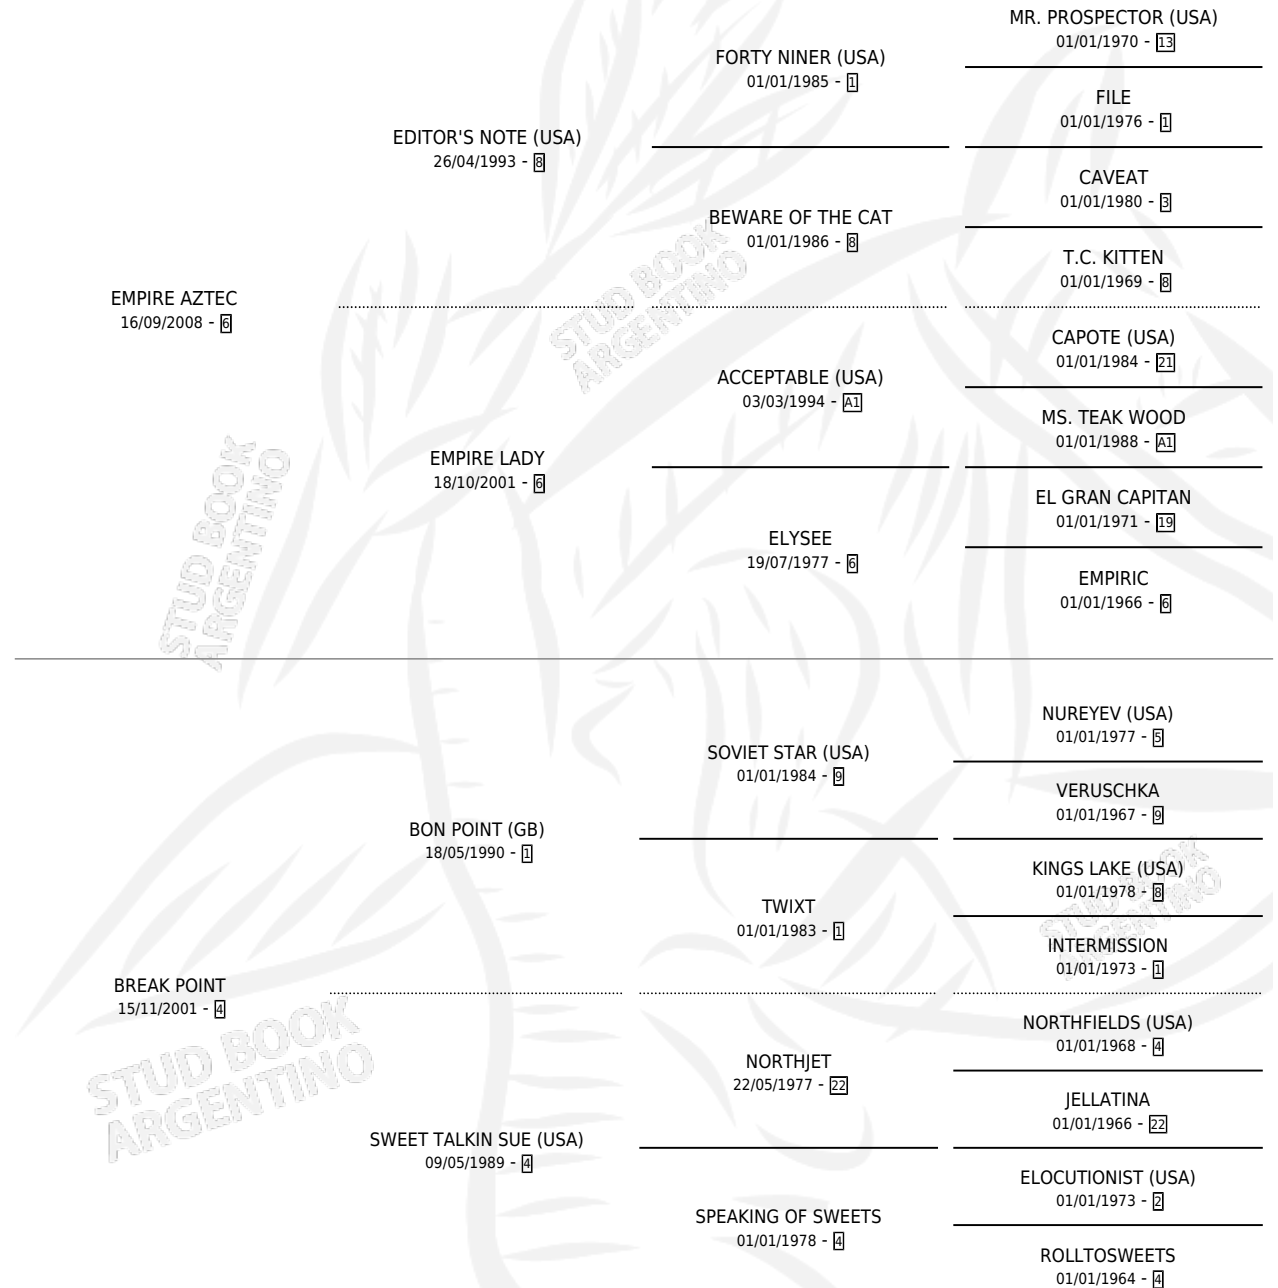 MR. PROSPECTOR (USA)
01/01/1970 - 13
FORTY NINER (USA)
01/01/1985 - 1
FILE
01/01/1976 - 1
EDITOR'S NOTE (USA)
26/04/1993 - 8
CAVEAT
01/01/1980 - 3
BEWARE OF THE CAT
01/01/1986 - 8
T.C. KITTEN
01/01/1969 - 8
EMPIRE AZTEC
16/09/2008 - 6
CAPOTE (USA)
01/01/1984 - 21
ACCEPTABLE (USA)
03/03/1994 - A1
MS. TEAK WOOD
01/01/1988 - A1
EMPIRE LADY
18/10/2001 - 6
EL GRAN CAPITAN
01/01/1971 - 19
ELYSEE
19/07/1977 - 6
EMPIRIC
01/01/1966 - 6
NUREYEV (USA)
01/01/1977 - 5
SOVIET STAR (USA)
01/01/1984 - 9
VERUSCHKA
01/01/1967 - 9
BON POINT (GB)
18/05/1990 - 1
KINGS LAKE (USA)
01/01/1978 - 8
TWIXT
01/01/1983 - 1
INTERMISSION
01/01/1973 - 1
BREAK POINT
15/11/2001 - 4
NORTHFIELDS (USA)
01/01/1968 - 4
NORTHJET
22/05/1977 - 22
JELLATINA
01/01/1966 - 22
SWEET TALKIN SUE (USA)
09/05/1989 - 4
ELOCUTIONIST (USA)
01/01/1973 - 2
SPEAKING OF SWEETS
01/01/1978 - 4
ROLLTOSWEETS
01/01/1964 - 4
STUD BOOK
ARGENTINO
STUD BOOK
ARGENTINO
STUD BOOK
ARGENTINO
STUD BOOK
ARGENTINO